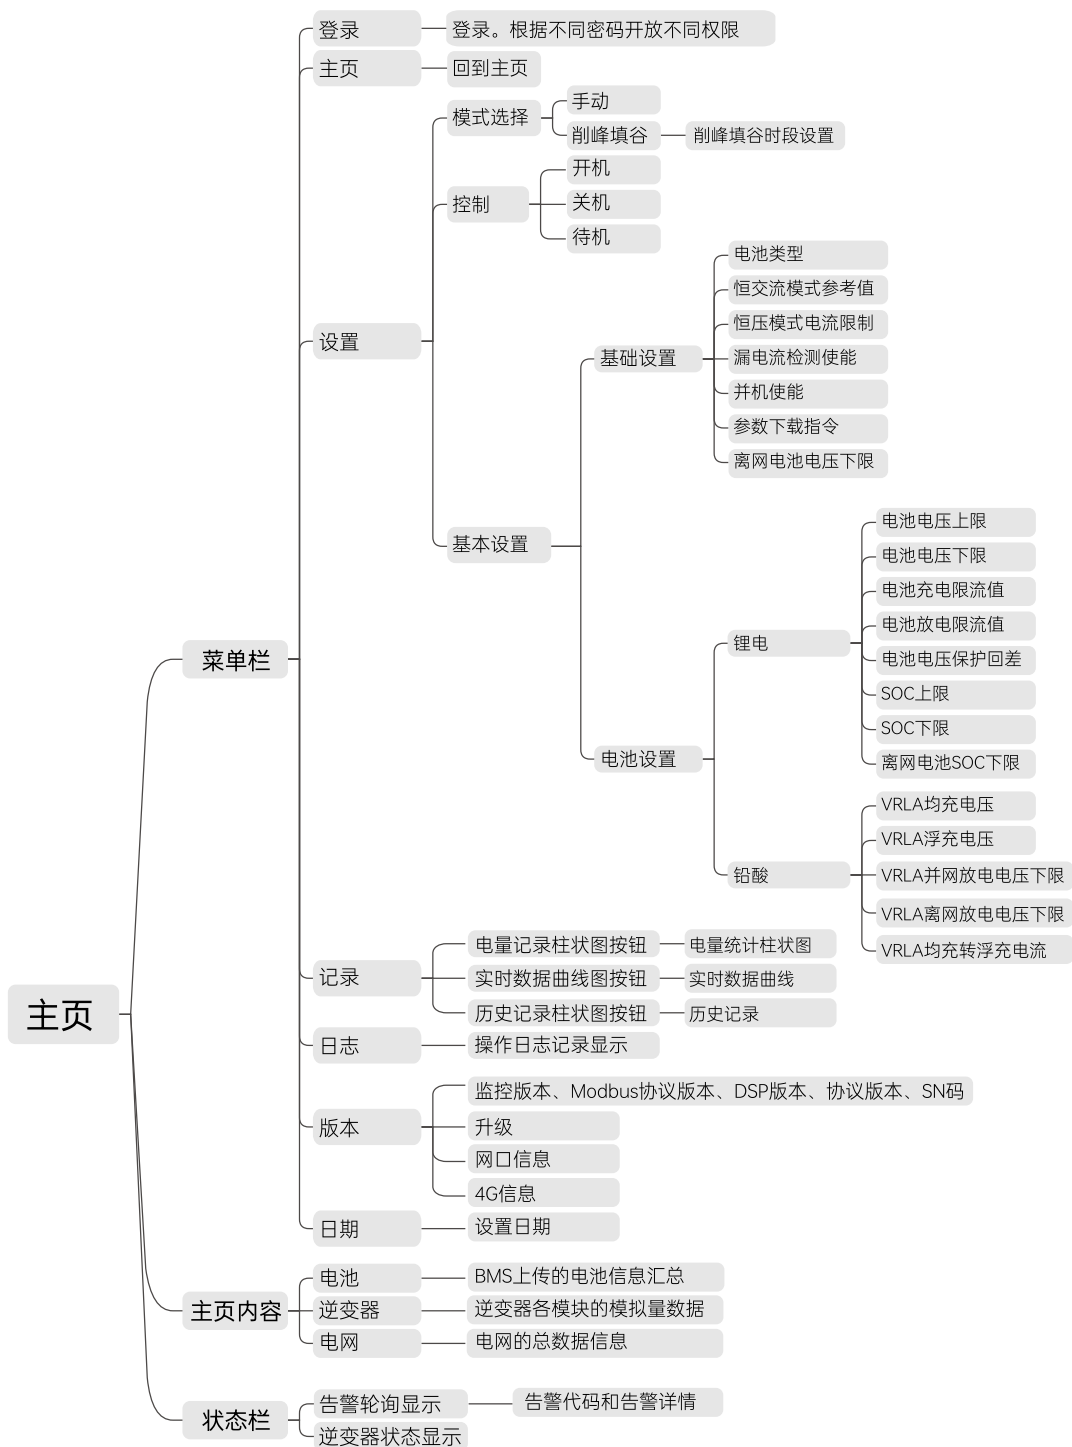 登录
登录。根据不同密码开放不同权限
主页
回到主页
模式选择
手动
削峰填谷
削峰填谷时段设置
控制
开机
关机
待机
设置
基本设置
基础设置
电池类型
恒交流模式参考值
恒压模式电流限制
漏电流检测使能
并机使能
参数下载指令
离网电池电压下限
电池设置
锂电
电池电压上限
电池电压下限
电池充电限流值
电池放电限流值
电池电压保护回差
SOC上限
SOC下限
离网电池SOC下限
铅酸
VRLA均充电压
VRLA浮充电压
VRLA并网放电电压下限
VRLA离网放电电压下限
VRLA均充转浮充电流
菜单栏
记录
电量记录柱状图按钮
电量统计柱状图
实时数据曲线图按钮
实时数据曲线
历史记录柱状图按钮
历史记录
日志
操作日志记录显示
版本
监控版本、Modbus协议版本、DSP版本、协议版本、SN码
升级
网口信息
4G信息
日期
设置日期
主页
主页内容
电池
BMS上传的电池信息汇总
逆变器
逆变器各模块的模拟量数据
电网
电网的总数据信息
状态栏
告警轮询显示
告警代码和告警详情
逆变器状态显示